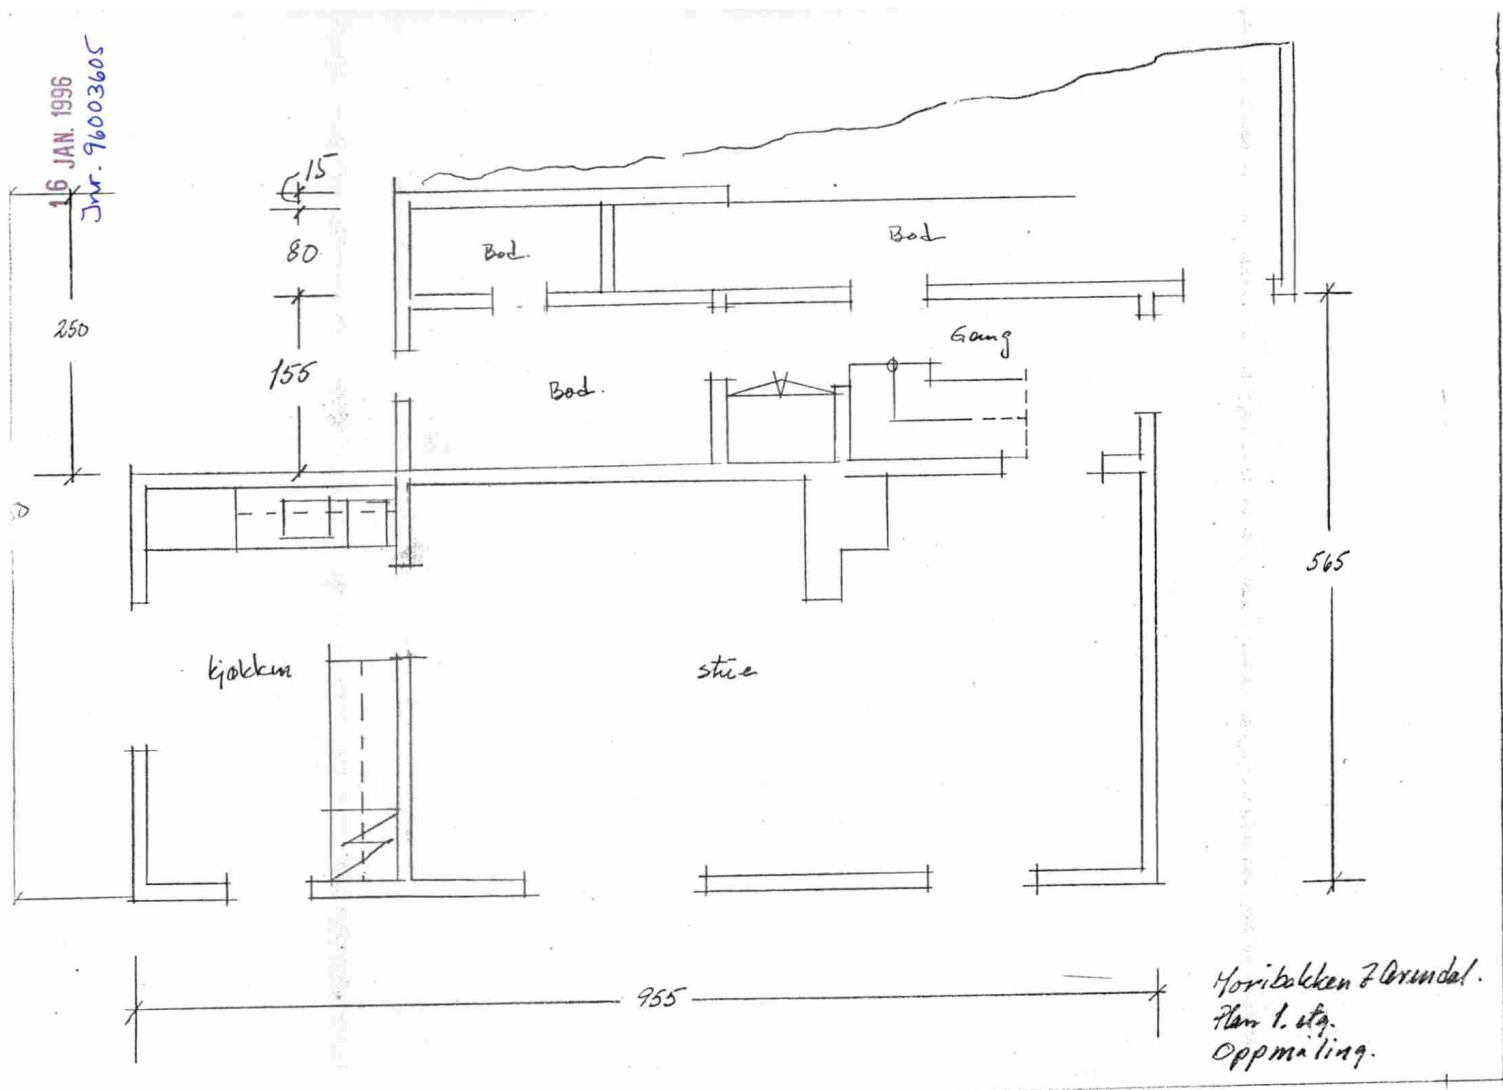 16 JAN. 1996
Jnr. 96003605
15
80
250
155
Bod.
Bod
Gang
Bod.
565
kjøkken
stue
955
7 Arendal.
Plan 1. etg.
Oppmåling.